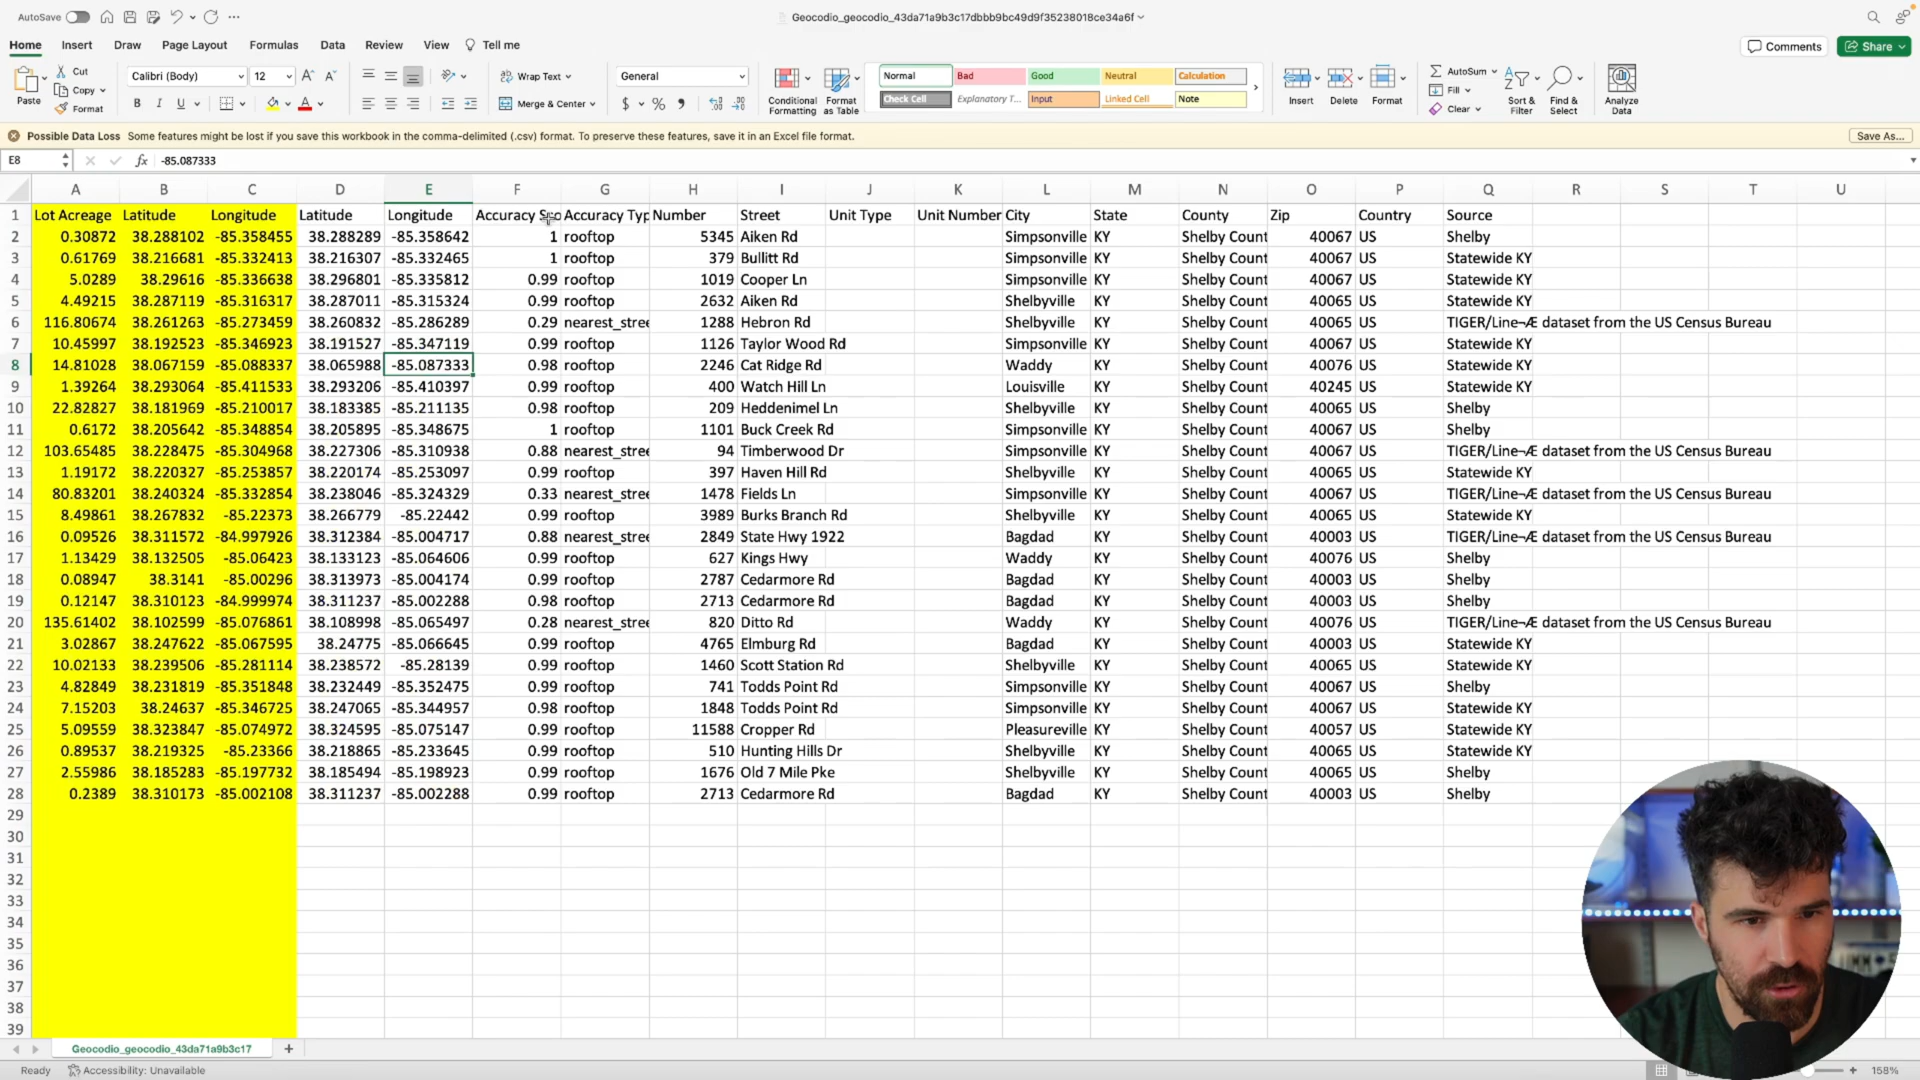 AutoSave
Geocodio_geocodio_43da71a9b3c17dbbb9bc49d9f35238018ce34a6f
Home Insert Draw Page Layout Formulas Data Review View Tell me Comments Share
Paste Cut Copy Format
Calibri (Body) 12
B I U
Wrap Text
Merge & Center
General
$ %
Conditional Formatting
Format as Table
Normal Bad Good Neutral Calculation
Check Cell Explanatory T... Input Linked Cell Note
Insert Delete Format
AutoSum
Fill
Clear
Sort & Filter
Find & Select
Analyze Data
Possible Data Loss Some features might be lost if you save this workbook in the comma-delimited (.csv) format. To preserve these features, save it in an Excel file format. Save As...
E8 fx -85.087333
A B C D E F G H I J K L M N O P Q R S T U
1 Lot Acreage Latitude Longitude Latitude Longitude Accuracy Sco Accuracy Typ Number Street Unit Type Unit Number City State County Zip Country Source
2 0.30872 38.288102 -85.358455 38.288289 -85.358642 1 rooftop 5345 Aiken Rd Simpsonville KY Shelby Count 40067 US Shelby
3 0.61769 38.216681 -85.332413 38.216307 -85.332465 1 rooftop 379 Bullitt Rd Simpsonville KY Shelby Count 40067 US Statewide KY
4 5.0289 38.29616 -85.336638 38.296801 -85.335812 0.99 rooftop 1019 Cooper Ln Simpsonville KY Shelby Count 40067 US Statewide KY
5 4.49215 38.287119 -85.316317 38.287011 -85.315324 0.99 rooftop 2632 Aiken Rd Shelbyville KY Shelby Count 40065 US Statewide KY
6 116.80674 38.261263 -85.273459 38.260832 -85.286289 0.29 nearest_stree 1288 Hebron Rd Shelbyville KY Shelby Count 40065 US TIGER/Line¬Æ dataset from the US Census Bureau
7 10.45997 38.192523 -85.346923 38.191527 -85.347119 0.99 rooftop 1126 Taylor Wood Rd Simpsonville KY Shelby Count 40067 US Statewide KY
8 14.81028 38.067159 -85.088337 38.065988 -85.087333 0.98 rooftop 2246 Cat Ridge Rd Waddy KY Shelby Count 40076 US Statewide KY
9 1.39264 38.293064 -85.411533 38.293206 -85.410397 0.99 rooftop 400 Watch Hill Ln Louisville KY Shelby Count 40245 US Statewide KY
10 22.82827 38.181969 -85.210017 38.183385 -85.211135 0.98 rooftop 209 Heddenimel Ln Shelbyville KY Shelby Count 40065 US Shelby
11 0.6172 38.205642 -85.348854 38.205895 -85.348675 1 rooftop 1101 Buck Creek Rd Simpsonville KY Shelby Count 40067 US Shelby
12 103.65485 38.228475 -85.304968 38.227306 -85.310938 0.88 nearest_stree 94 Timberwood Dr Simpsonville KY Shelby Count 40067 US TIGER/Line¬Æ dataset from the US Census Bureau
13 1.19172 38.220327 -85.253857 38.220174 -85.253097 0.99 rooftop 397 Haven Hill Rd Shelbyville KY Shelby Count 40065 US Statewide KY
14 80.83201 38.240324 -85.332854 38.238046 -85.324329 0.33 nearest_stree 1478 Fields Ln Simpsonville KY Shelby Count 40067 US TIGER/Line¬Æ dataset from the US Census Bureau
15 8.49861 38.267832 -85.22373 38.266779 -85.22442 0.99 rooftop 3989 Burks Branch Rd Shelbyville KY Shelby Count 40065 US Statewide KY
16 0.09526 38.311572 -84.997926 38.312384 -85.004717 0.88 nearest_stree 2849 State Hwy 1922 Bagdad KY Shelby Count 40003 US TIGER/Line¬Æ dataset from the US Census Bureau
17 1.13429 38.132505 -85.06423 38.133123 -85.064606 0.99 rooftop 627 Kings Hwy Waddy KY Shelby Count 40076 US Shelby
18 0.08947 38.3141 -85.00296 38.313973 -85.004174 0.99 rooftop 2787 Cedarmore Rd Bagdad KY Shelby Count 40003 US Shelby
19 0.12147 38.310123 -84.999974 38.311237 -85.002288 0.98 rooftop 2713 Cedarmore Rd Bagdad KY Shelby Count 40003 US Shelby
20 135.61402 38.102599 -85.076861 38.108998 -85.065497 0.28 nearest_stree 820 Ditto Rd Waddy KY Shelby Count 40076 US TIGER/Line¬Æ dataset from the US Census Bureau
21 3.02867 38.247622 -85.067595 38.24775 -85.066645 0.99 rooftop 4765 Elmburg Rd Bagdad KY Shelby Count 40003 US Statewide KY
22 10.02133 38.239506 -85.281114 38.238572 -85.28139 0.99 rooftop 1460 Scott Station Rd Shelbyville KY Shelby Count 40065 US Statewide KY
23 4.82849 38.231819 -85.351848 38.232449 -85.352475 0.99 rooftop 741 Todds Point Rd Simpsonville KY Shelby Count 40067 US Shelby
24 7.15203 38.24637 -85.346725 38.247065 -85.344957 0.98 rooftop 1848 Todds Point Rd Simpsonville KY Shelby Count 40067 US Statewide KY
25 5.09559 38.323847 -85.074972 38.324595 -85.075147 0.99 rooftop 11588 Cropper Rd Pleasureville KY Shelby Count 40057 US Statewide KY
26 0.89537 38.219325 -85.23366 38.218865 -85.233645 0.99 rooftop 510 Hunting Hills Dr Shelbyville KY Shelby Count 40065 US Statewide KY
27 2.55986 38.185283 -85.197732 38.185494 -85.198923 0.99 rooftop 1676 Old 7 Mile Pke Shelbyville KY Shelby Count 40065 US Shelby
28 0.2389 38.310173 -85.002108 38.311237 -85.002288 0.99 rooftop 2713 Cedarmore Rd Bagdad KY Shelby Count 40003 US Shelby
29
30
31
32
33
34
35
36
37
38
39
Geocodio_geocodio_43da71a9b3c17
Ready Accessibility: Unavailable 158%